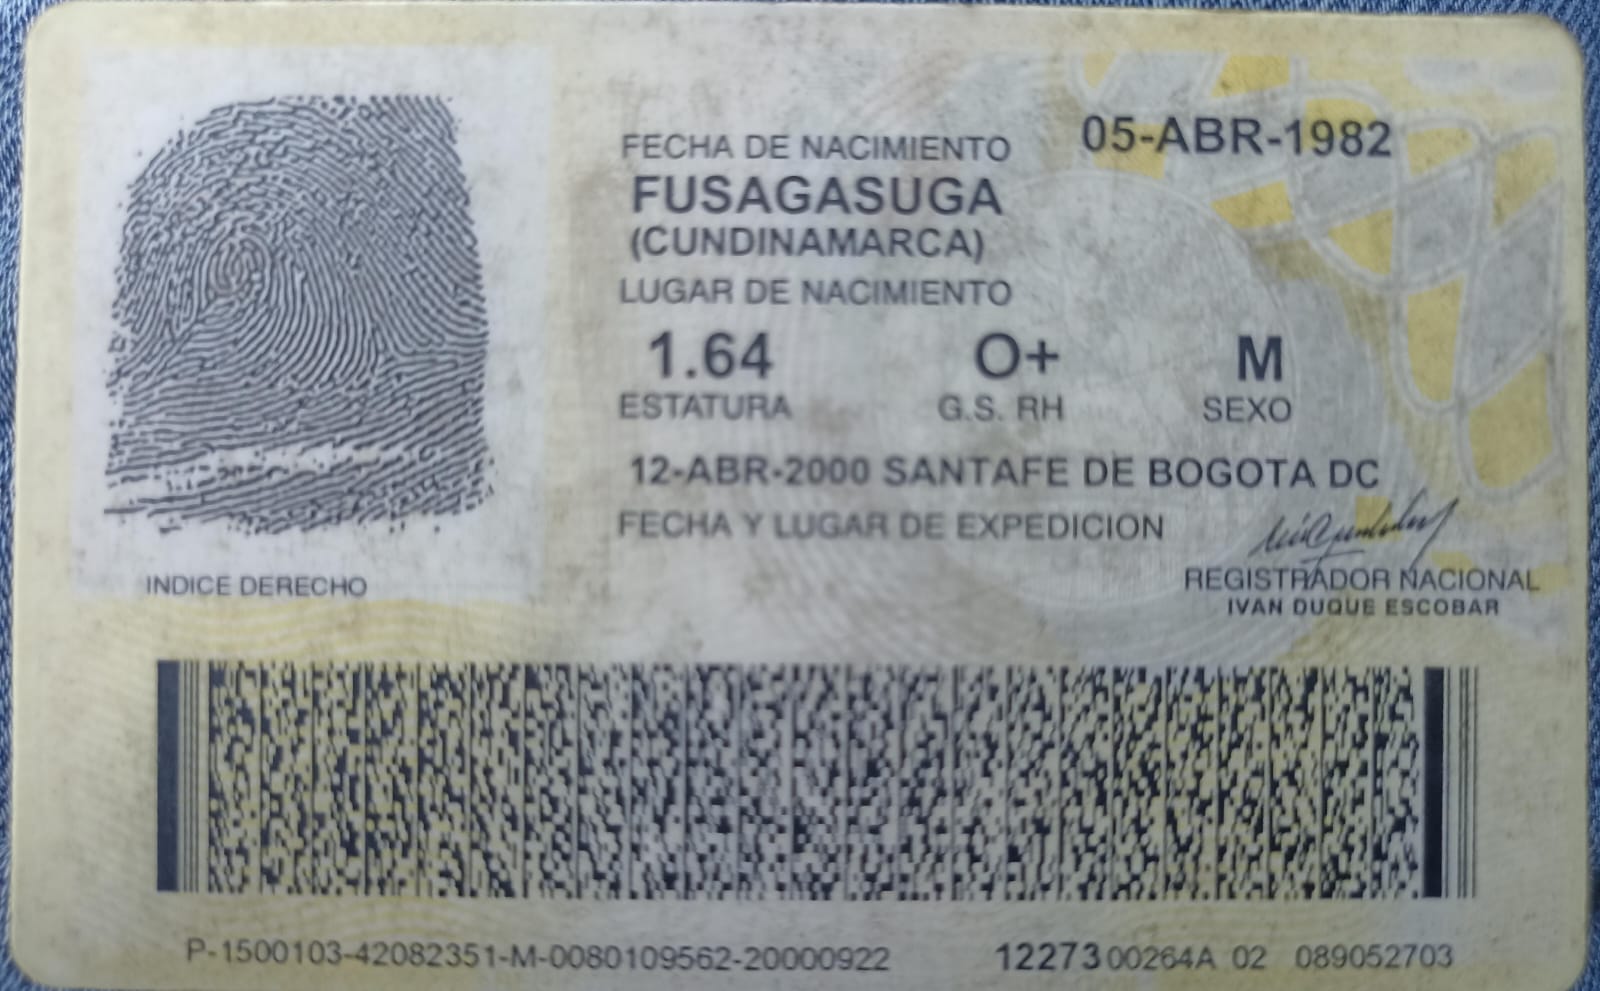 FECHA DE NACIMIENTO 05-ABR-1982
FUSAGASUGA
(CUNDINAMARCA)
LUGAR DE NACIMIENTO
1.64 O+ M
ESTATURA G.S. RH SEXO
12-ABR-2000 SANTAFE DE BOGOTA DC
FECHA Y LUGAR DE EXPEDICION
INDICE DERECHO
REGISTRADOR NACIONAL
IVAN DUQUE ESCOBAR
P-1500103-42082351-M-0080109562-20000922 12273 00264A 02 089052703